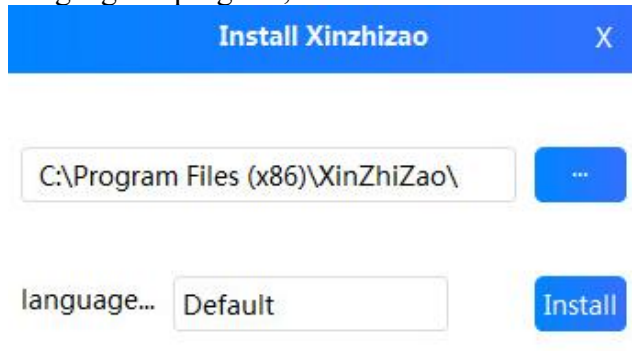 Install Xinzhizao X
C:\Program Files (x86)\XinZhiZao\ ...
language... Default Install